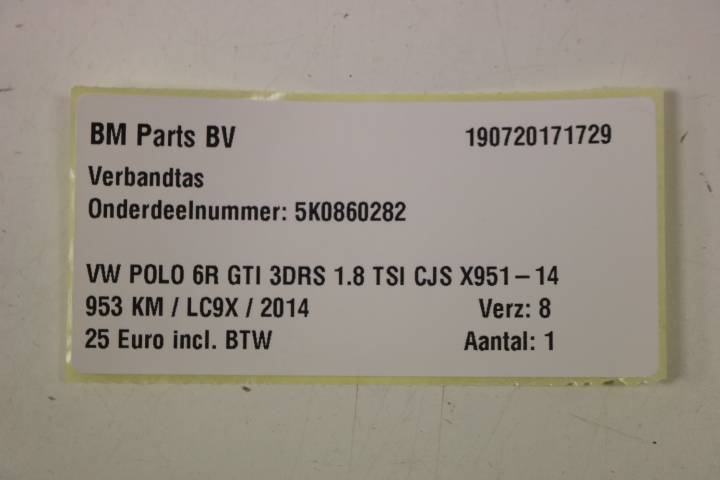 BM Parts BV 190720171729
Verbandtas
Onderdeelnummer: 5K0860282
VW POLO 6R GTI 3DRS 1.8 TSI CJS X951-14
953 KM / LC9X / 2014 Verz: 8
25 Euro incl. BTW Aantal: 1